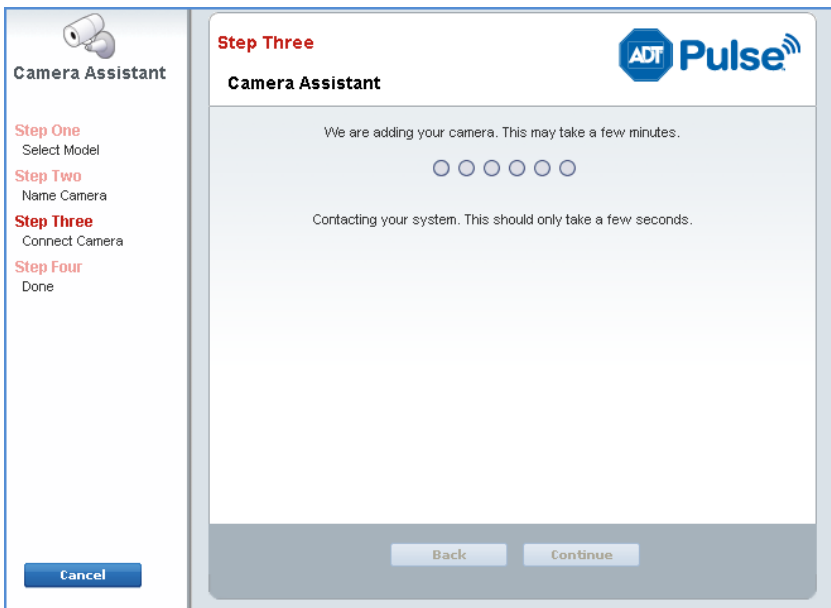 Camera Assistant
Step One
Select Model
Step Two
Name Camera
Step Three
Connect Camera
Step Four
Done
Cancel
Step Three
Camera Assistant
ADT Pulse
We are adding your camera. This may take a few minutes.
Contacting your system. This should only take a few seconds.
Back Continue